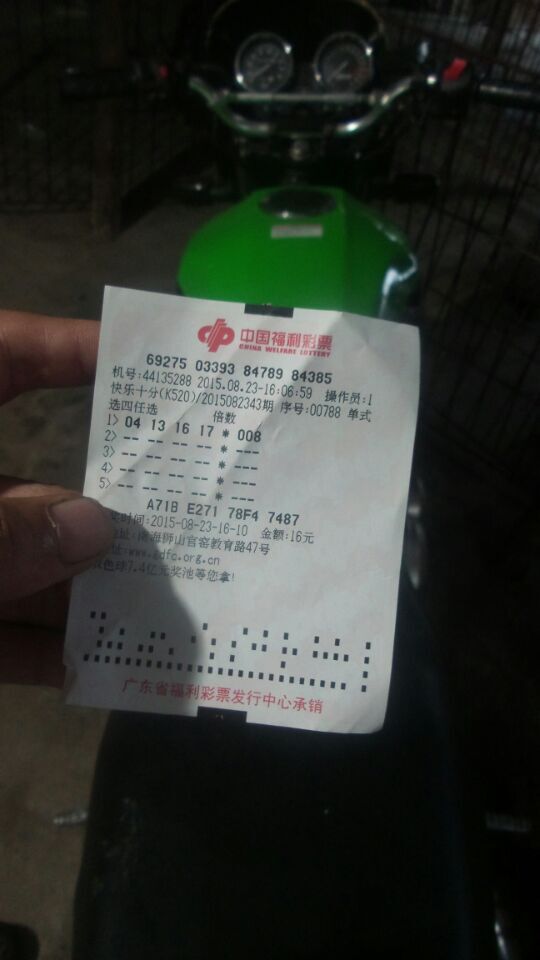 中国福利彩票
CHINA WELFARE LOTTERY
69275 03393 84789 84385
机号:44135288 2015.08.23-16:06:59 操作员:1
快乐十分(K520)/2015082343期 序号:00788 单式
选四任选 倍数
1> 04 13 16 17 * 008
2> -- -- -- -- * ---
3> -- -- -- -- * ---
4> -- -- -- -- * ---
5> -- -- -- -- * ---
A71B E271 78F4 7487
时间:2015-08-23-16-10 金额:16元
址:南海狮山官窑教育路47号
址:www.gdfc.org.cn
色球7.4亿元奖池等您拿!
广东省福利彩票发行中心承销